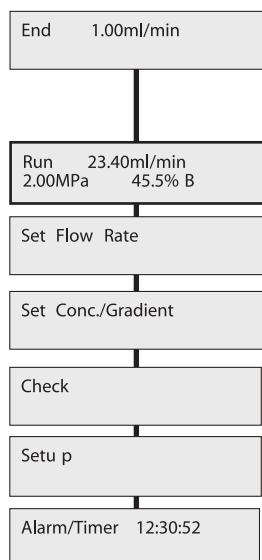 End 1.00ml/min
Run 23.40ml/min
2.00MPa 45.5% B
Set Flow Rate
Set Conc./Gradient
Check
Setu p
Alarm/Timer 12:30:52